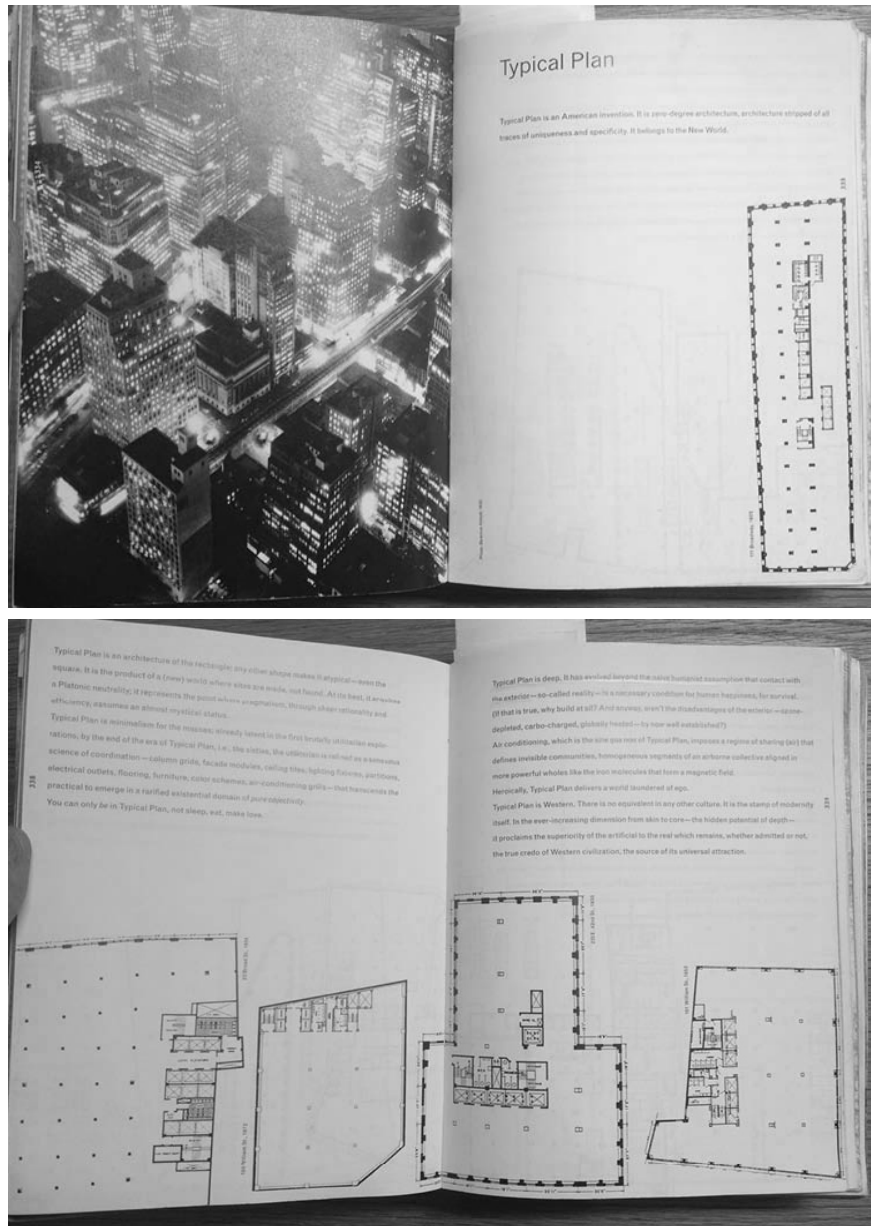 Typical Plan
Typical Plan is an American invention. It is zero-degree architecture, architecture stripped of all
traces of uniqueness and specificity. It belongs to the New World.
334
335
Typical Plan is an architecture of the rectangle; any other shape makes it atypical—even the
square. It is the product of a (new) world where sites are made, not found. At its best, it acquires
a Platonic neutrality; it represents the point where pragmatism, through sheer rationality and
efficiency, assumes an almost mystical status.
Typical Plan is minimalism for the masses; already latent in the first brutally utilitarian explo-
rations, by the end of the era of Typical Plan, i.e., the sixties, the utilitarian is refined as a sensuous
science of coordination—column grids, facade modules, ceiling tiles, lighting fixtures, partitions,
electrical outlets, flooring, furniture, color schemes, air-conditioning grills—that transcends the
practical to emerge in a rarified existential domain of pure objectivity.
You can only be in Typical Plan, not sleep, eat, make love.
338
Typical Plan is deep. It has evolved beyond the naive humanist assumption that contact with
the exterior—so-called reality—is a necessary condition for human happiness, for survival.
(If that is true, why build at all? And anyway, aren't the disadvantages of the exterior—ozone-
depleted, carbo-charged, globally heated—by now well established?)
Air conditioning, which is the sine qua non of Typical Plan, imposes a regime of sharing (air) that
defines invisible communities, homogeneous segments of an airborne collective aligned in
more powerful wholes like the iron molecules that form a magnetic field.
Heroically, Typical Plan delivers a world laundered of ego.
Typical Plan is Western. There is no equivalent in any other culture. It is the stamp of modernity
itself. In the ever-increasing dimension from skin to core—the hidden potential of depth—
it proclaims the superiority of the artificial to the real which remains, whether admitted or not,
the true credo of Western civilization, the source of its universal attraction.
100 William St., 1972